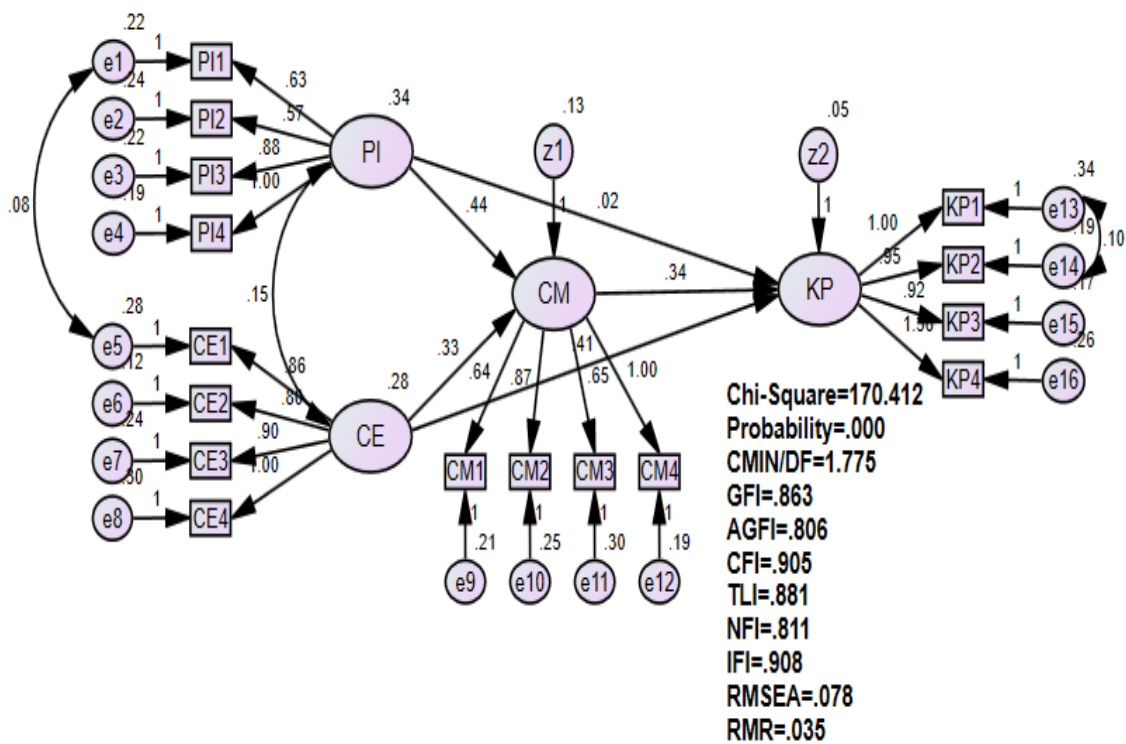 .22
e1 1 PI1
.24
e2 1 PI2
.22
e3 1 PI3
.19
e4 1 PI4
.63
.57
.88
1.00
.34
PI
.08
.15
.28
e5 1 CE1
.12
e6 1 CE2
.24
e7 1 CE3
.30
e8 1 CE4
.86
.90
1.00
.28
CE
.13
z1
1
.44
.02
.33
CM
.34
.41
.64
.87
.65
1.00
CM1 CM2 CM3 CM4
1 1 1 1
.21 .25 .30 .19
e9 e10 e11 e12
.05
z2
1
KP
1.00
.95
.92
KP1 1 e13
.34
KP2 1 e14
.19
KP3 1 e15
.17
KP4 1 e16
.26
.10
Chi-Square=170.412
Probability=.000
CMIN/DF=1.775
GFI=.863
AGFI=.806
CFI=.905
TLI=.881
NFI=.811
IFI=.908
RMSEA=.078
RMR=.035